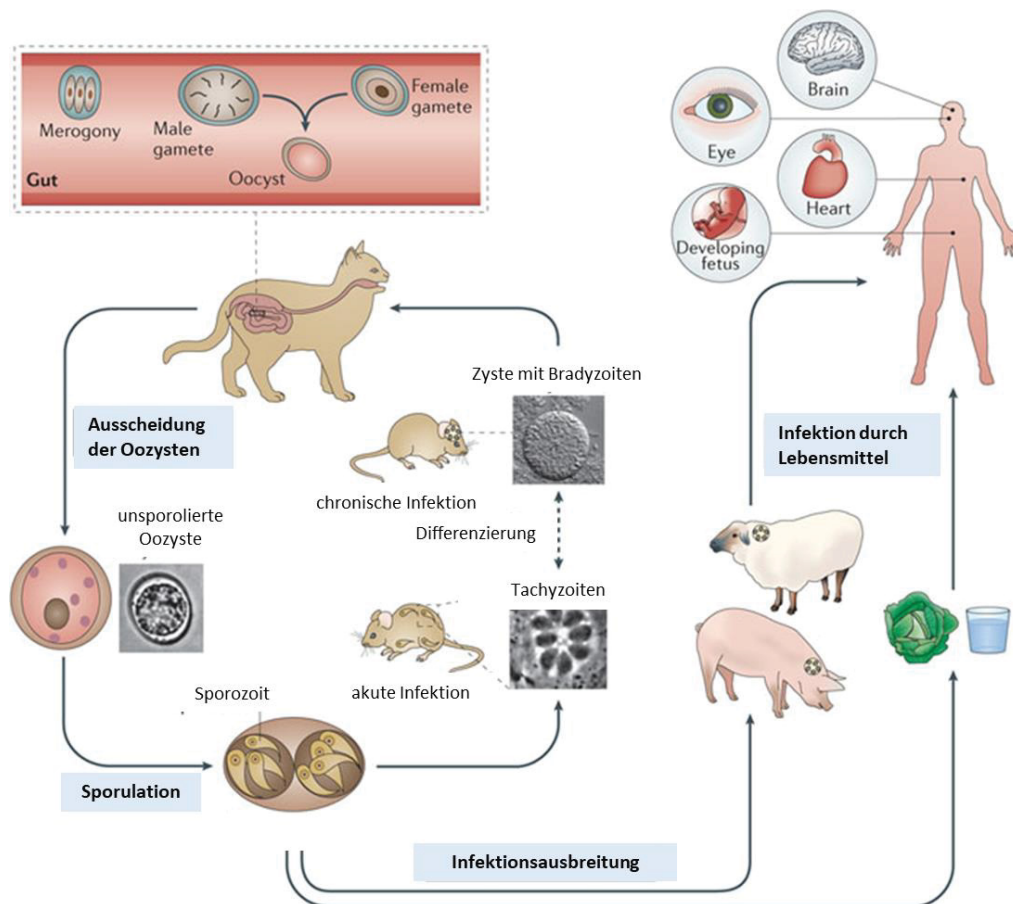 Merogony
Male
gamete
Female
gamete
Oocyst
Gut
Brain
Eye
Heart
Developing
fetus
Zyste mit Bradyzoiten
Ausscheidung
der Oozysten
chronische Infektion
Differenzierung
Infektion durch
Lebensmittel
unsporolierte
Oozyste
Tachyzoiten
akute Infektion
Sporozoit
Sporulation
Infektionsausbreitung